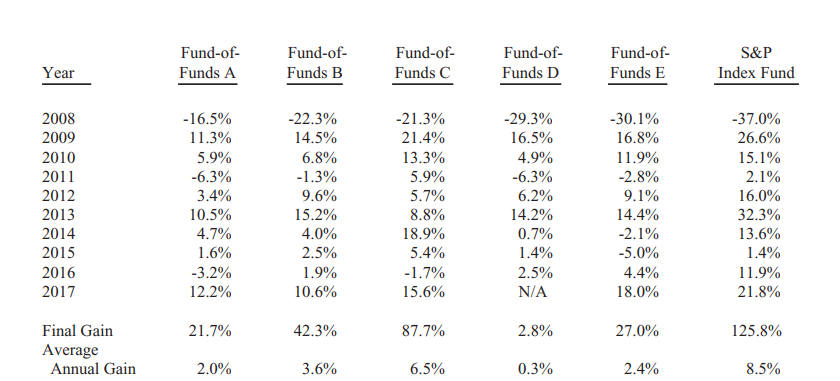 Fund-of- Fund-of- Fund-of- Fund-of- Fund-of- S&P
Year Funds A Funds B Funds C Funds D Funds E Index Fund
2008 -16.5% -22.3% -21.3% -29.3% -30.1% -37.0%
2009 11.3% 14.5% 21.4% 16.5% 16.8% 26.6%
2010 5.9% 6.8% 13.3% 4.9% 11.9% 15.1%
2011 -6.3% -1.3% 5.9% -6.3% -2.8% 2.1%
2012 3.4% 9.6% 5.7% 6.2% 9.1% 16.0%
2013 10.5% 15.2% 8.8% 14.2% 14.4% 32.3%
2014 4.7% 4.0% 18.9% 0.7% -2.1% 13.6%
2015 1.6% 2.5% 5.4% 1.4% -5.0% 1.4%
2016 -3.2% 1.9% -1.7% 2.5% 4.4% 11.9%
2017 12.2% 10.6% 15.6% N/A 18.0% 21.8%
Final Gain 21.7% 42.3% 87.7% 2.8% 27.0% 125.8%
Average
Annual Gain 2.0% 3.6% 6.5% 0.3% 2.4% 8.5%